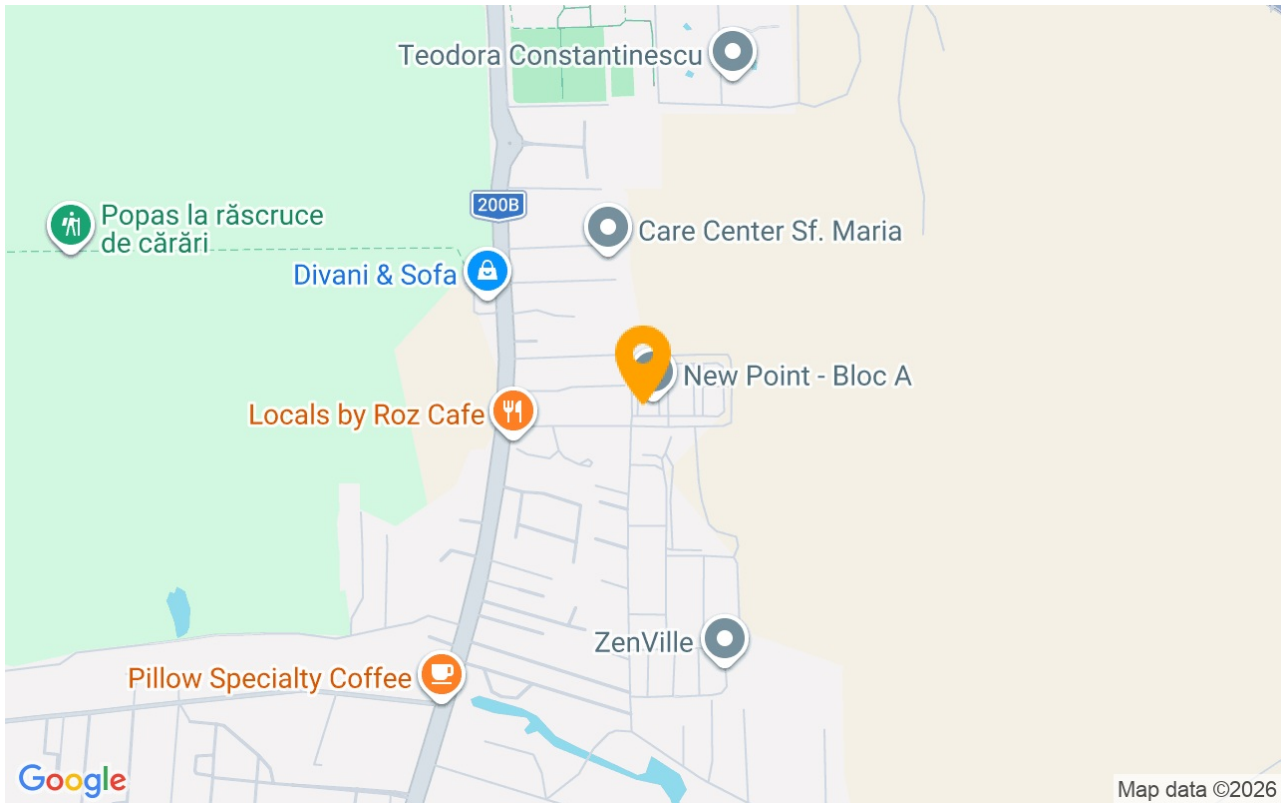 Teodora Constantinescu
200B
Popas la răscruce
de cărări
Care Center Sf. Maria
Divani & Sofa
New Point - Bloc A
Locals by Roz Cafe
ZenVille
Pillow Specialty Coffee
Google
Map data ©2026